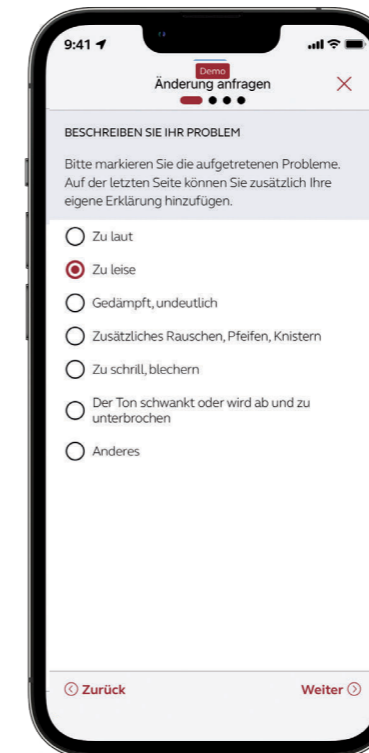 9:41
Demo
Änderung anfragen
BESCHREIBEN SIE IHR PROBLEM
Bitte markieren Sie die aufgetretenen Probleme.
Auf der letzten Seite können Sie zusätzlich Ihre
eigene Erklärung hinzufügen.
Zu laut
Zu leise
Gedämpft, undeutlich
Zusätzliches Rauschen, Pfeifen, Knistern
Zu schrill, blechern
Der Ton schwankt oder wird ab und zu
unterbrochen
Anderes
Zurück Weiter